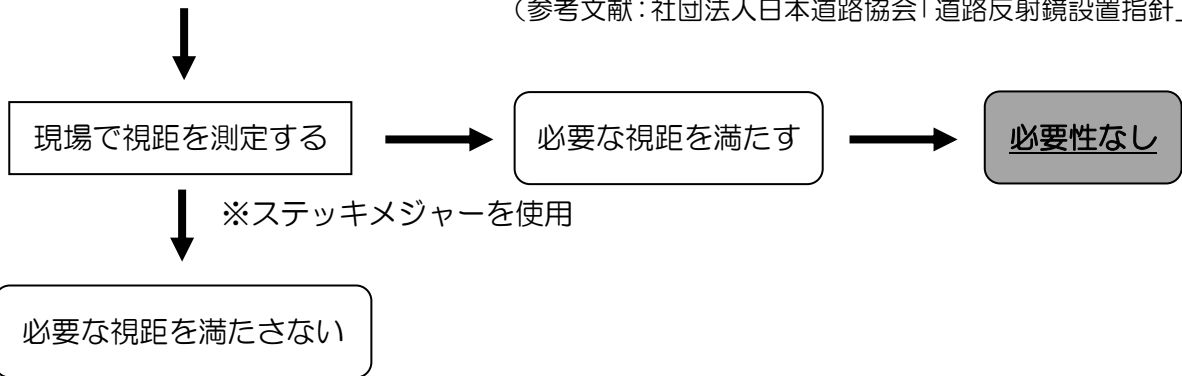 （参考文献：社団法人日本道路協会「道路反射鏡設置指針」
現場で視距を測定する
必要な視距を満たす
必要性なし
※ステッキメジャーを使用
必要な視距を満たさない